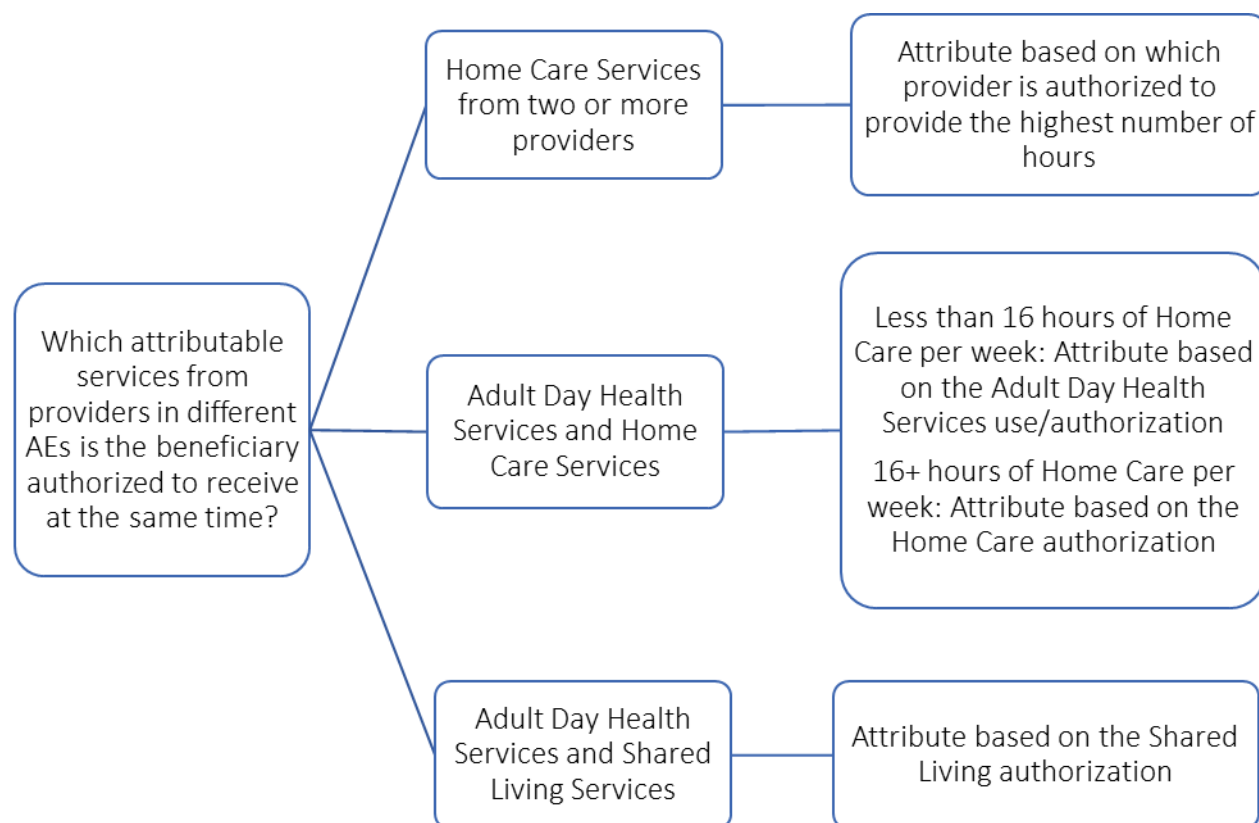 Which attributable
services from
providers in different
AEs is the beneficiary
authorized to receive
at the same time?
Home Care Services
from two or more
providers
Attribute based on which
provider is authorized to
provide the highest number of
hours
Adult Day Health
Services and Home
Care Services
Less than 16 hours of Home
Care per week: Attribute based
on the Adult Day Health
Services use/authorization
16+ hours of Home Care per
week: Attribute based on the
Home Care authorization
Adult Day Health
Services and Shared
Living Services
Attribute based on the Shared
Living authorization